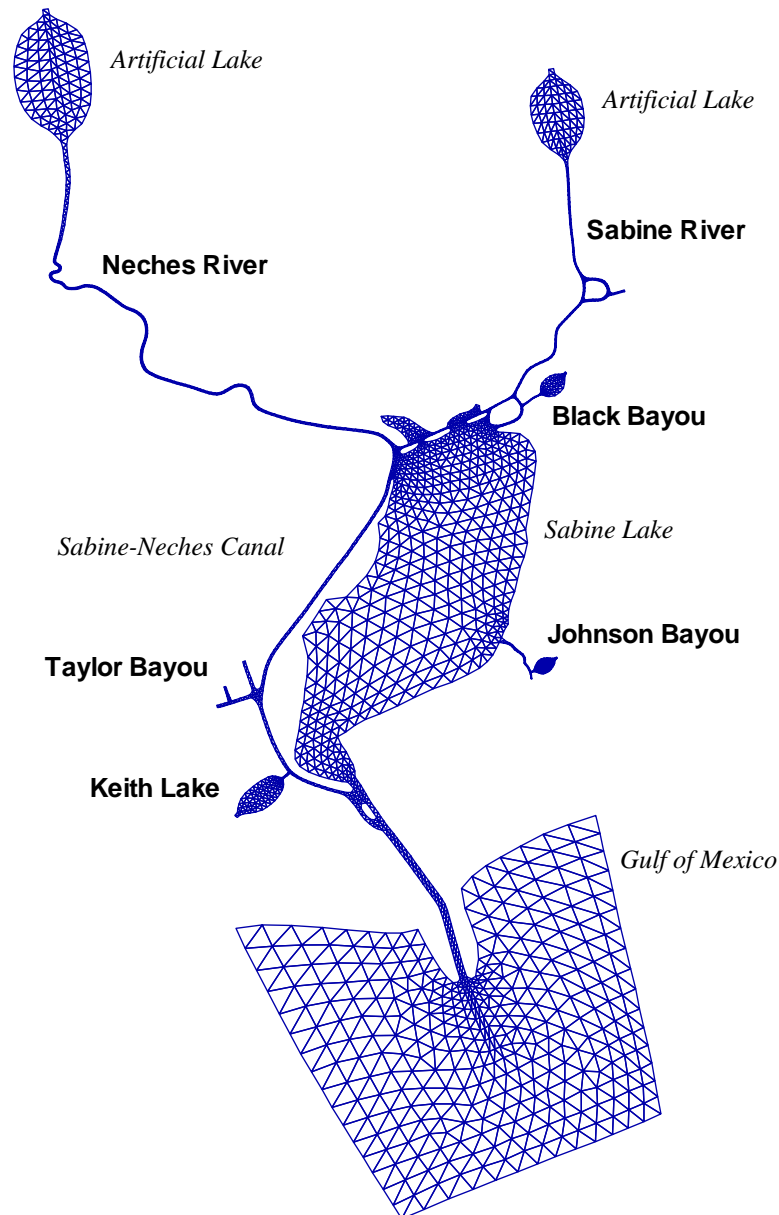 Artificial Lake
Artificial Lake
Sabine River
Neches River
Black Bayou
Sabine Lake
Sabine-Neches Canal
Johnson Bayou
Taylor Bayou
Keith Lake
Gulf of Mexico